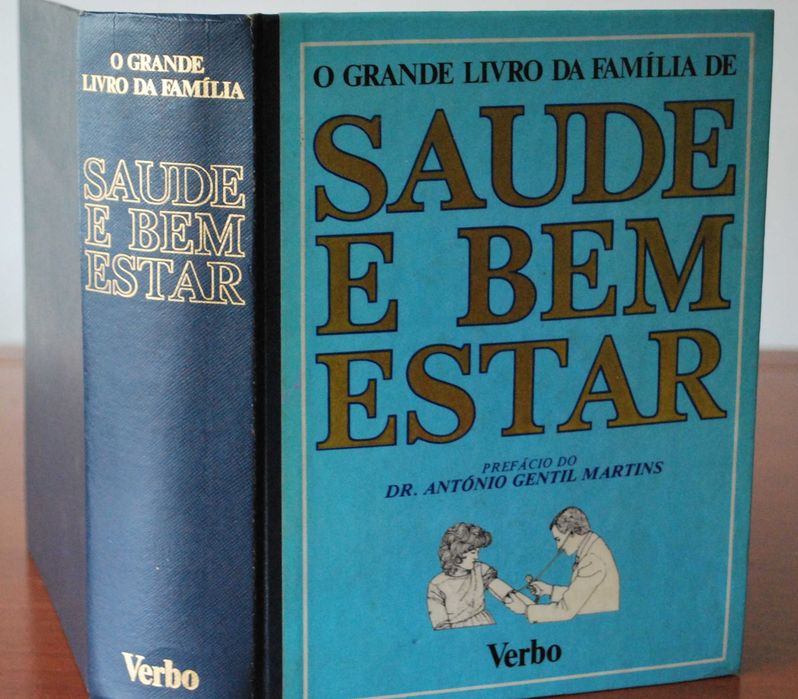 O GRANDE
LIVRO DA FAMÍLIA
SAUDE
E BEM
ESTAR
Verbo
O GRANDE LIVRO DA FAMÍLIA DE
SAUDE
E BEM
ESTAR
PREFÁCIO DO
DR. ANTÓNIO GENTIL MARTINS
Verbo